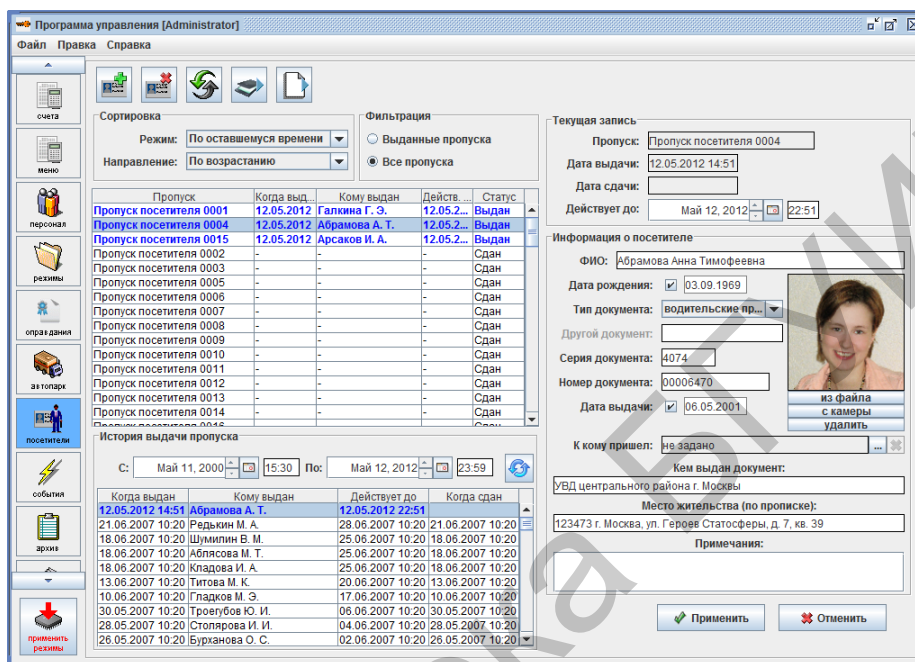 Программа управления [Administrator]
Файл Правка Справка
счета
меню
персонал
режимы
оправдания
автопарк
посетители
события
архив
применить
режимы
Сортировка
Режим: По оставшемуся времени
Направление: По возрастанию
Фильтрация
Выданные пропуска
Все пропуска
Пропуск Когда выд... Кому выдан Действ. ... Статус
Пропуск посетителя 0001 12.05.2012 Галкина Г. Э. 12.05.2... Выдан
Пропуск посетителя 0004 12.05.2012 Абрамова А. Т. 12.05.2... Выдан
Пропуск посетителя 0015 12.05.2012 Арсаков И. А. 12.05.2... Выдан
Пропуск посетителя 0002 - - - Сдан
Пропуск посетителя 0003 - - - Сдан
Пропуск посетителя 0005 - - - Сдан
Пропуск посетителя 0006 - - - Сдан
Пропуск посетителя 0007 - - - Сдан
Пропуск посетителя 0008 - - - Сдан
Пропуск посетителя 0009 - - - Сдан
Пропуск посетителя 0010 - - - Сдан
Пропуск посетителя 0011 - - - Сдан
Пропуск посетителя 0012 - - - Сдан
Пропуск посетителя 0013 - - - Сдан
Пропуск посетителя 0014 - - - Сдан
История выдачи пропуска
С: Май 11, 2000 15:30 По: Май 12, 2012 23:59
Когда выдан Кому выдан Действует до Когда сдан
12.05.2012 14:51 Абрамова А. Т. 12.05.2012 22:51
21.06.2007 10:20 Редькин М. А. 28.06.2007 10:20 21.06.2007 10:20
18.06.2007 10:20 Шумилин В. М. 25.06.2007 10:20 18.06.2007 10:20
18.06.2007 10:20 Аблясова М. Т. 25.06.2007 10:20 18.06.2007 10:20
18.06.2007 10:20 Кладова И. А. 25.06.2007 10:20 18.06.2007 10:20
13.06.2007 10:20 Титова М. К. 20.06.2007 10:20 13.06.2007 10:20
10.06.2007 10:20 Гладков М. Э. 17.06.2007 10:20 10.06.2007 10:20
30.05.2007 10:20 Троегубов Ю. И. 06.06.2007 10:20 30.05.2007 10:20
28.05.2007 10:20 Столярова И. И. 04.06.2007 10:20 28.05.2007 10:20
26.05.2007 10:20 Бурханова О. С. 02.06.2007 10:20 26.05.2007 10:20
Текущая запись
Пропуск: Пропуск посетителя 0004
Дата выдачи: 12.05.2012 14:51
Дата сдачи:
Действует до: Май 12, 2012 22:51
Информация о посетителе
ФИО: Абрамова Анна Тимофеевна
Дата рождения: 03.09.1969
Тип документа: водительские пр...
Другой документ:
Серия документа: 4074
Номер документа: 00006470
Дата выдачи: 06.05.2001
из файла
с камеры
удалить
К кому пришел: не задано ...
Кем выдан документ:
УВД центрального района г. Москвы
Место жительства (по прописке):
123473 г. Москва, ул. Героев Статосферы, д. 7, кв. 39
Примечания:
Применить Отменить